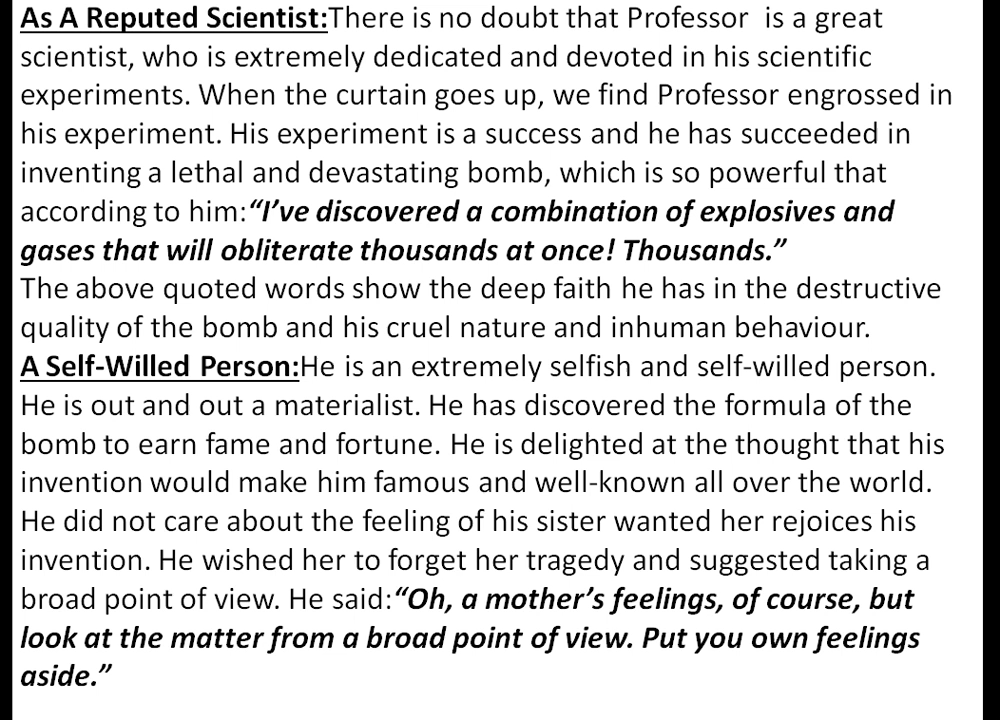 As A Reputed Scientist:There is no doubt that Professor is a great
scientist, who is extremely dedicated and devoted in his scientific
experiments. When the curtain goes up, we find Professor engrossed in
his experiment. His experiment is a success and he has succeeded in
inventing a lethal and devastating bomb, which is so powerful that
according to him:“I’ve discovered a combination of explosives and
gases that will obliterate thousands at once! Thousands.”
The above quoted words show the deep faith he has in the destructive
quality of the bomb and his cruel nature and inhuman behaviour.
A Self-Willed Person:He is an extremely selfish and self-willed person.
He is out and out a materialist. He has discovered the formula of the
bomb to earn fame and fortune. He is delighted at the thought that his
invention would make him famous and well-known all over the world.
He did not care about the feeling of his sister wanted her rejoices his
invention. He wished her to forget her tragedy and suggested taking a
broad point of view. He said:“Oh, a mother’s feelings, of course, but
look at the matter from a broad point of view. Put you own feelings
aside.”